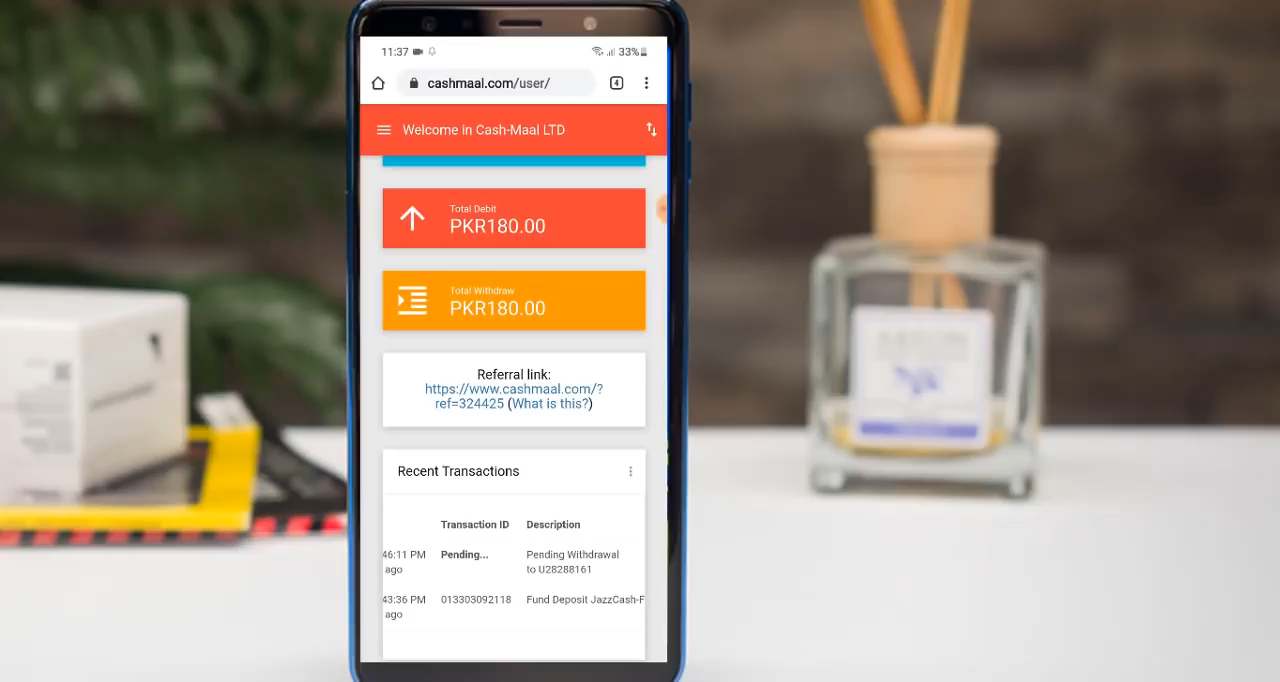 11:37
33%
cashmaal.com/user/
4
Welcome in Cash-Maal LTD
Total Debit
PKR180.00
Total Withdraw
PKR180.00
Referral link:
https://www.cashmaal.com/?
ref=324425 (What is this?)
Recent Transactions
Transaction ID Description
46:11 PM Pending... Pending Withdrawal
ago to U28288161
43:36 PM 013303092118 Fund Deposit JazzCash-F
ago